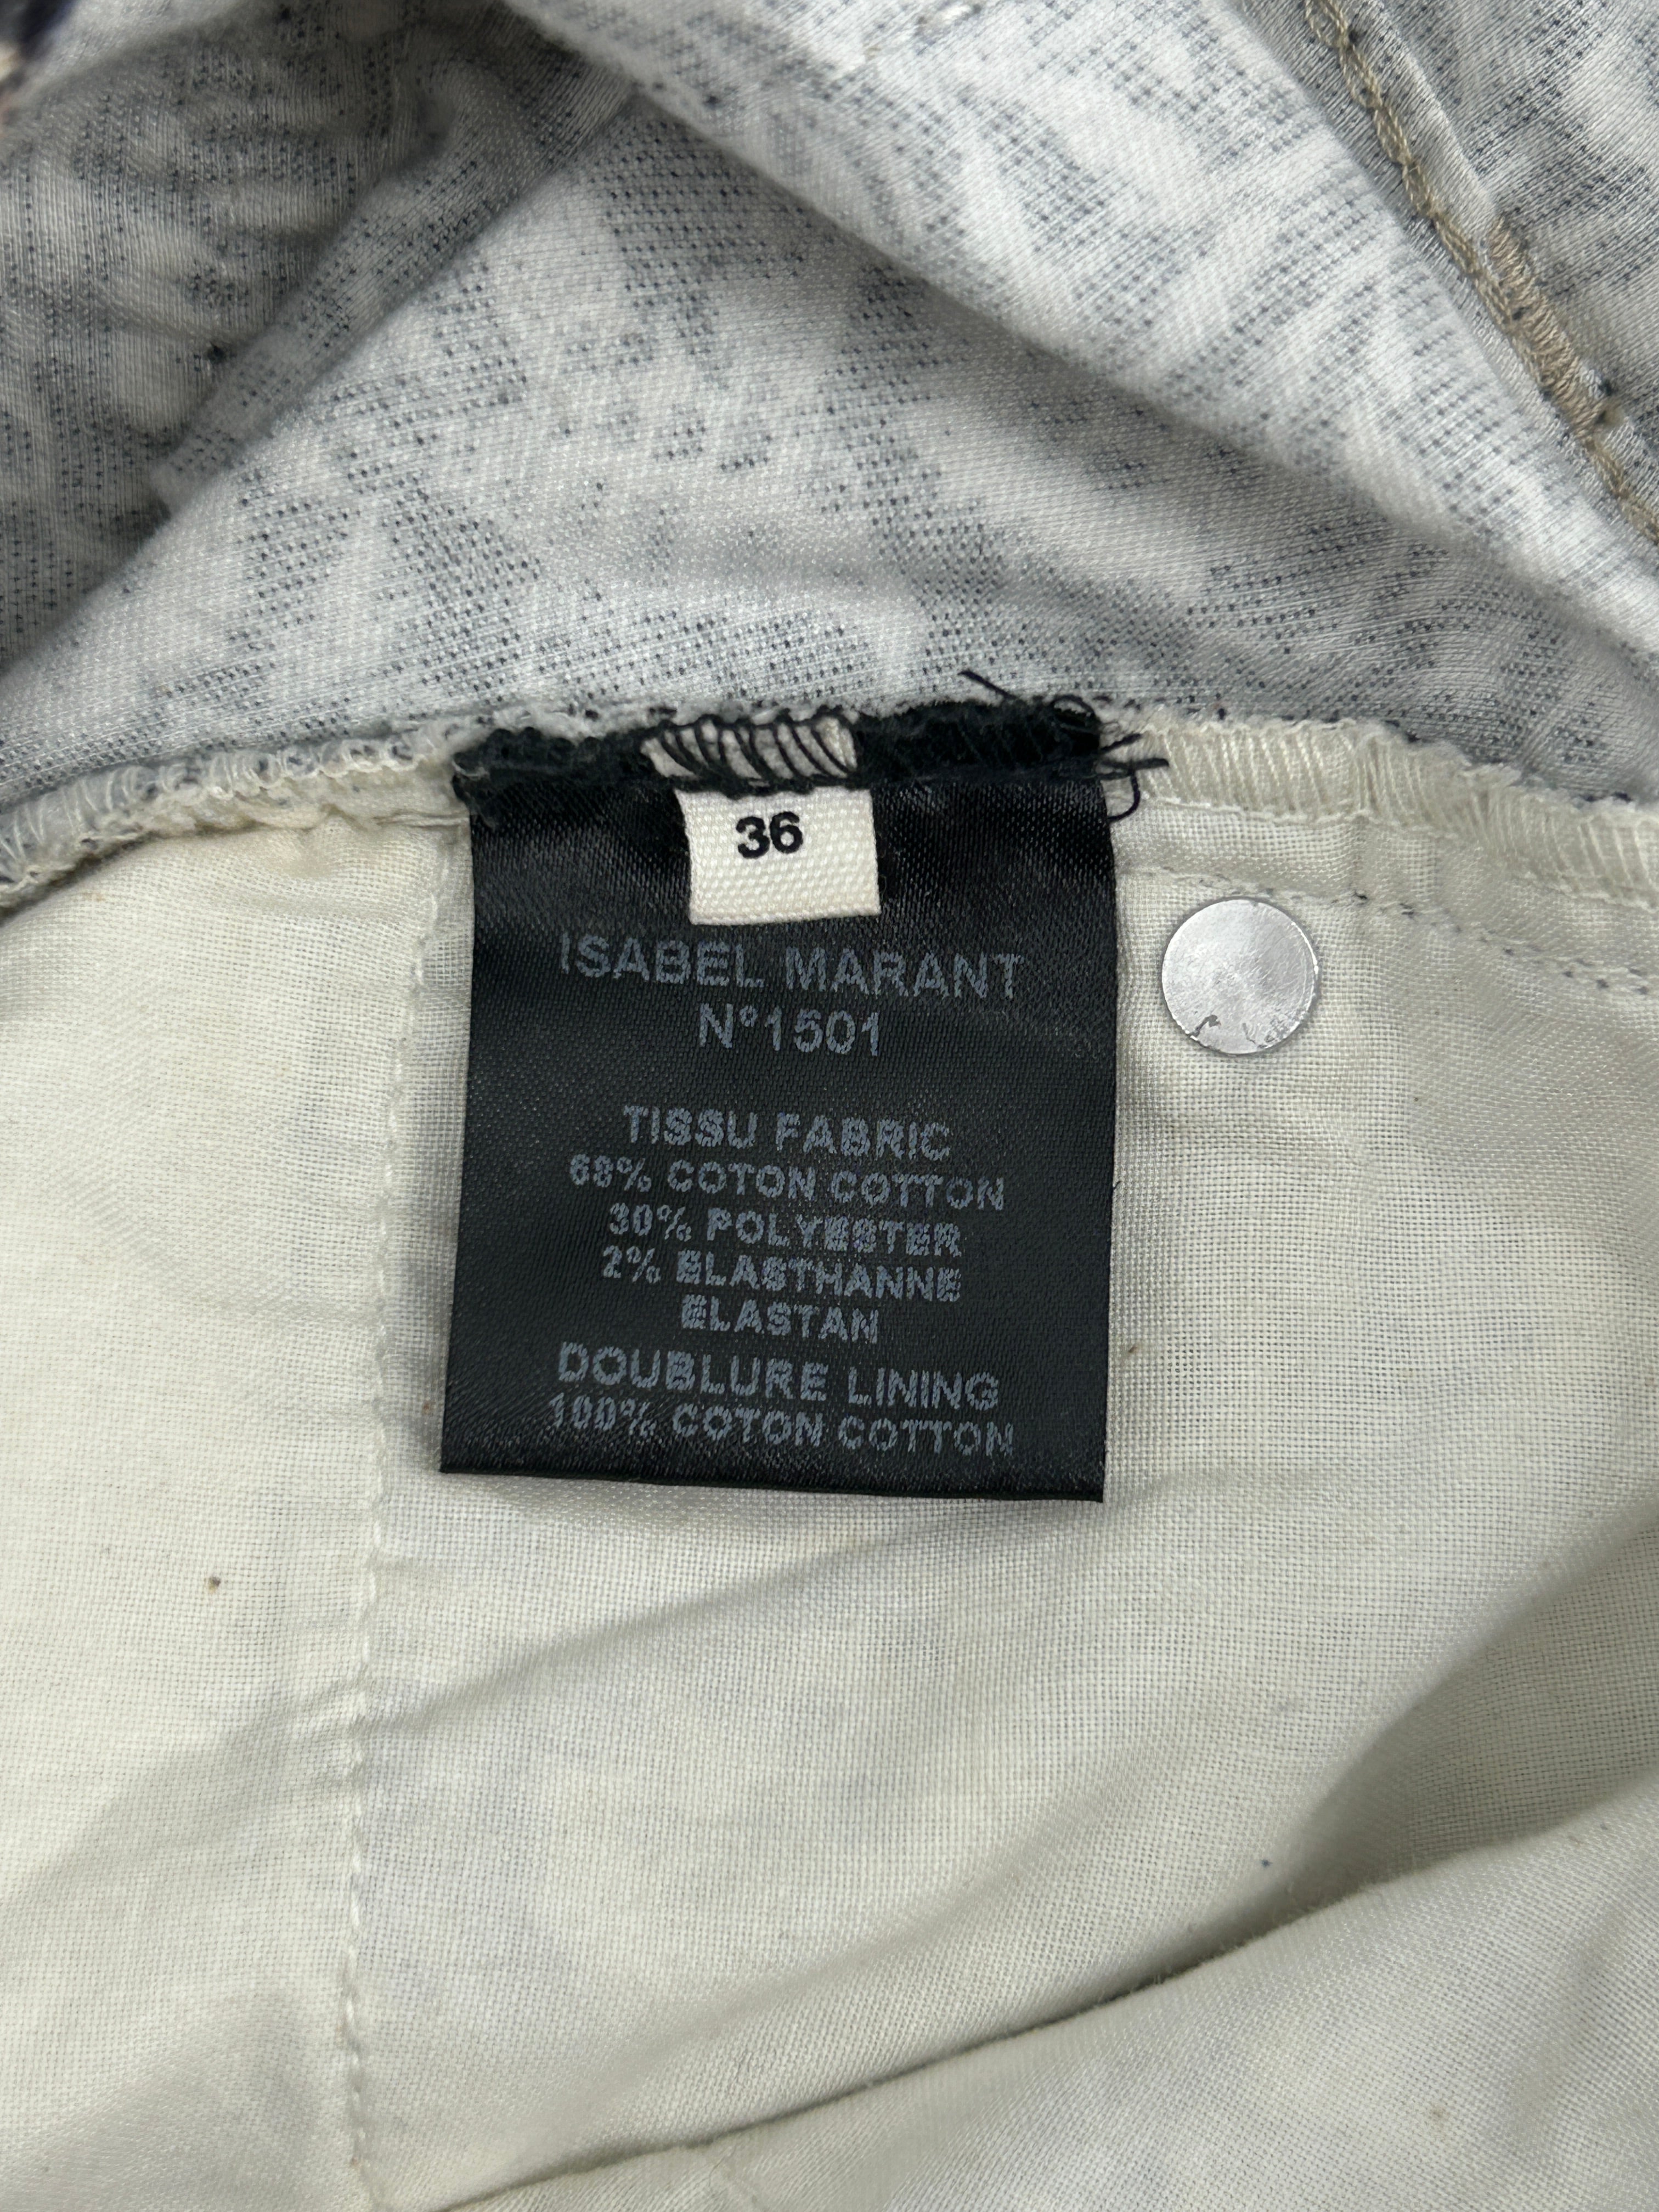 36
ISABEL MARANT
N°1501
TISSU FABRIC
68% COTON COTTON
30% POLYESTER
2% ELASTHANNE
ELASTAN
DOUBLURE LINING
100% COTON COTTON